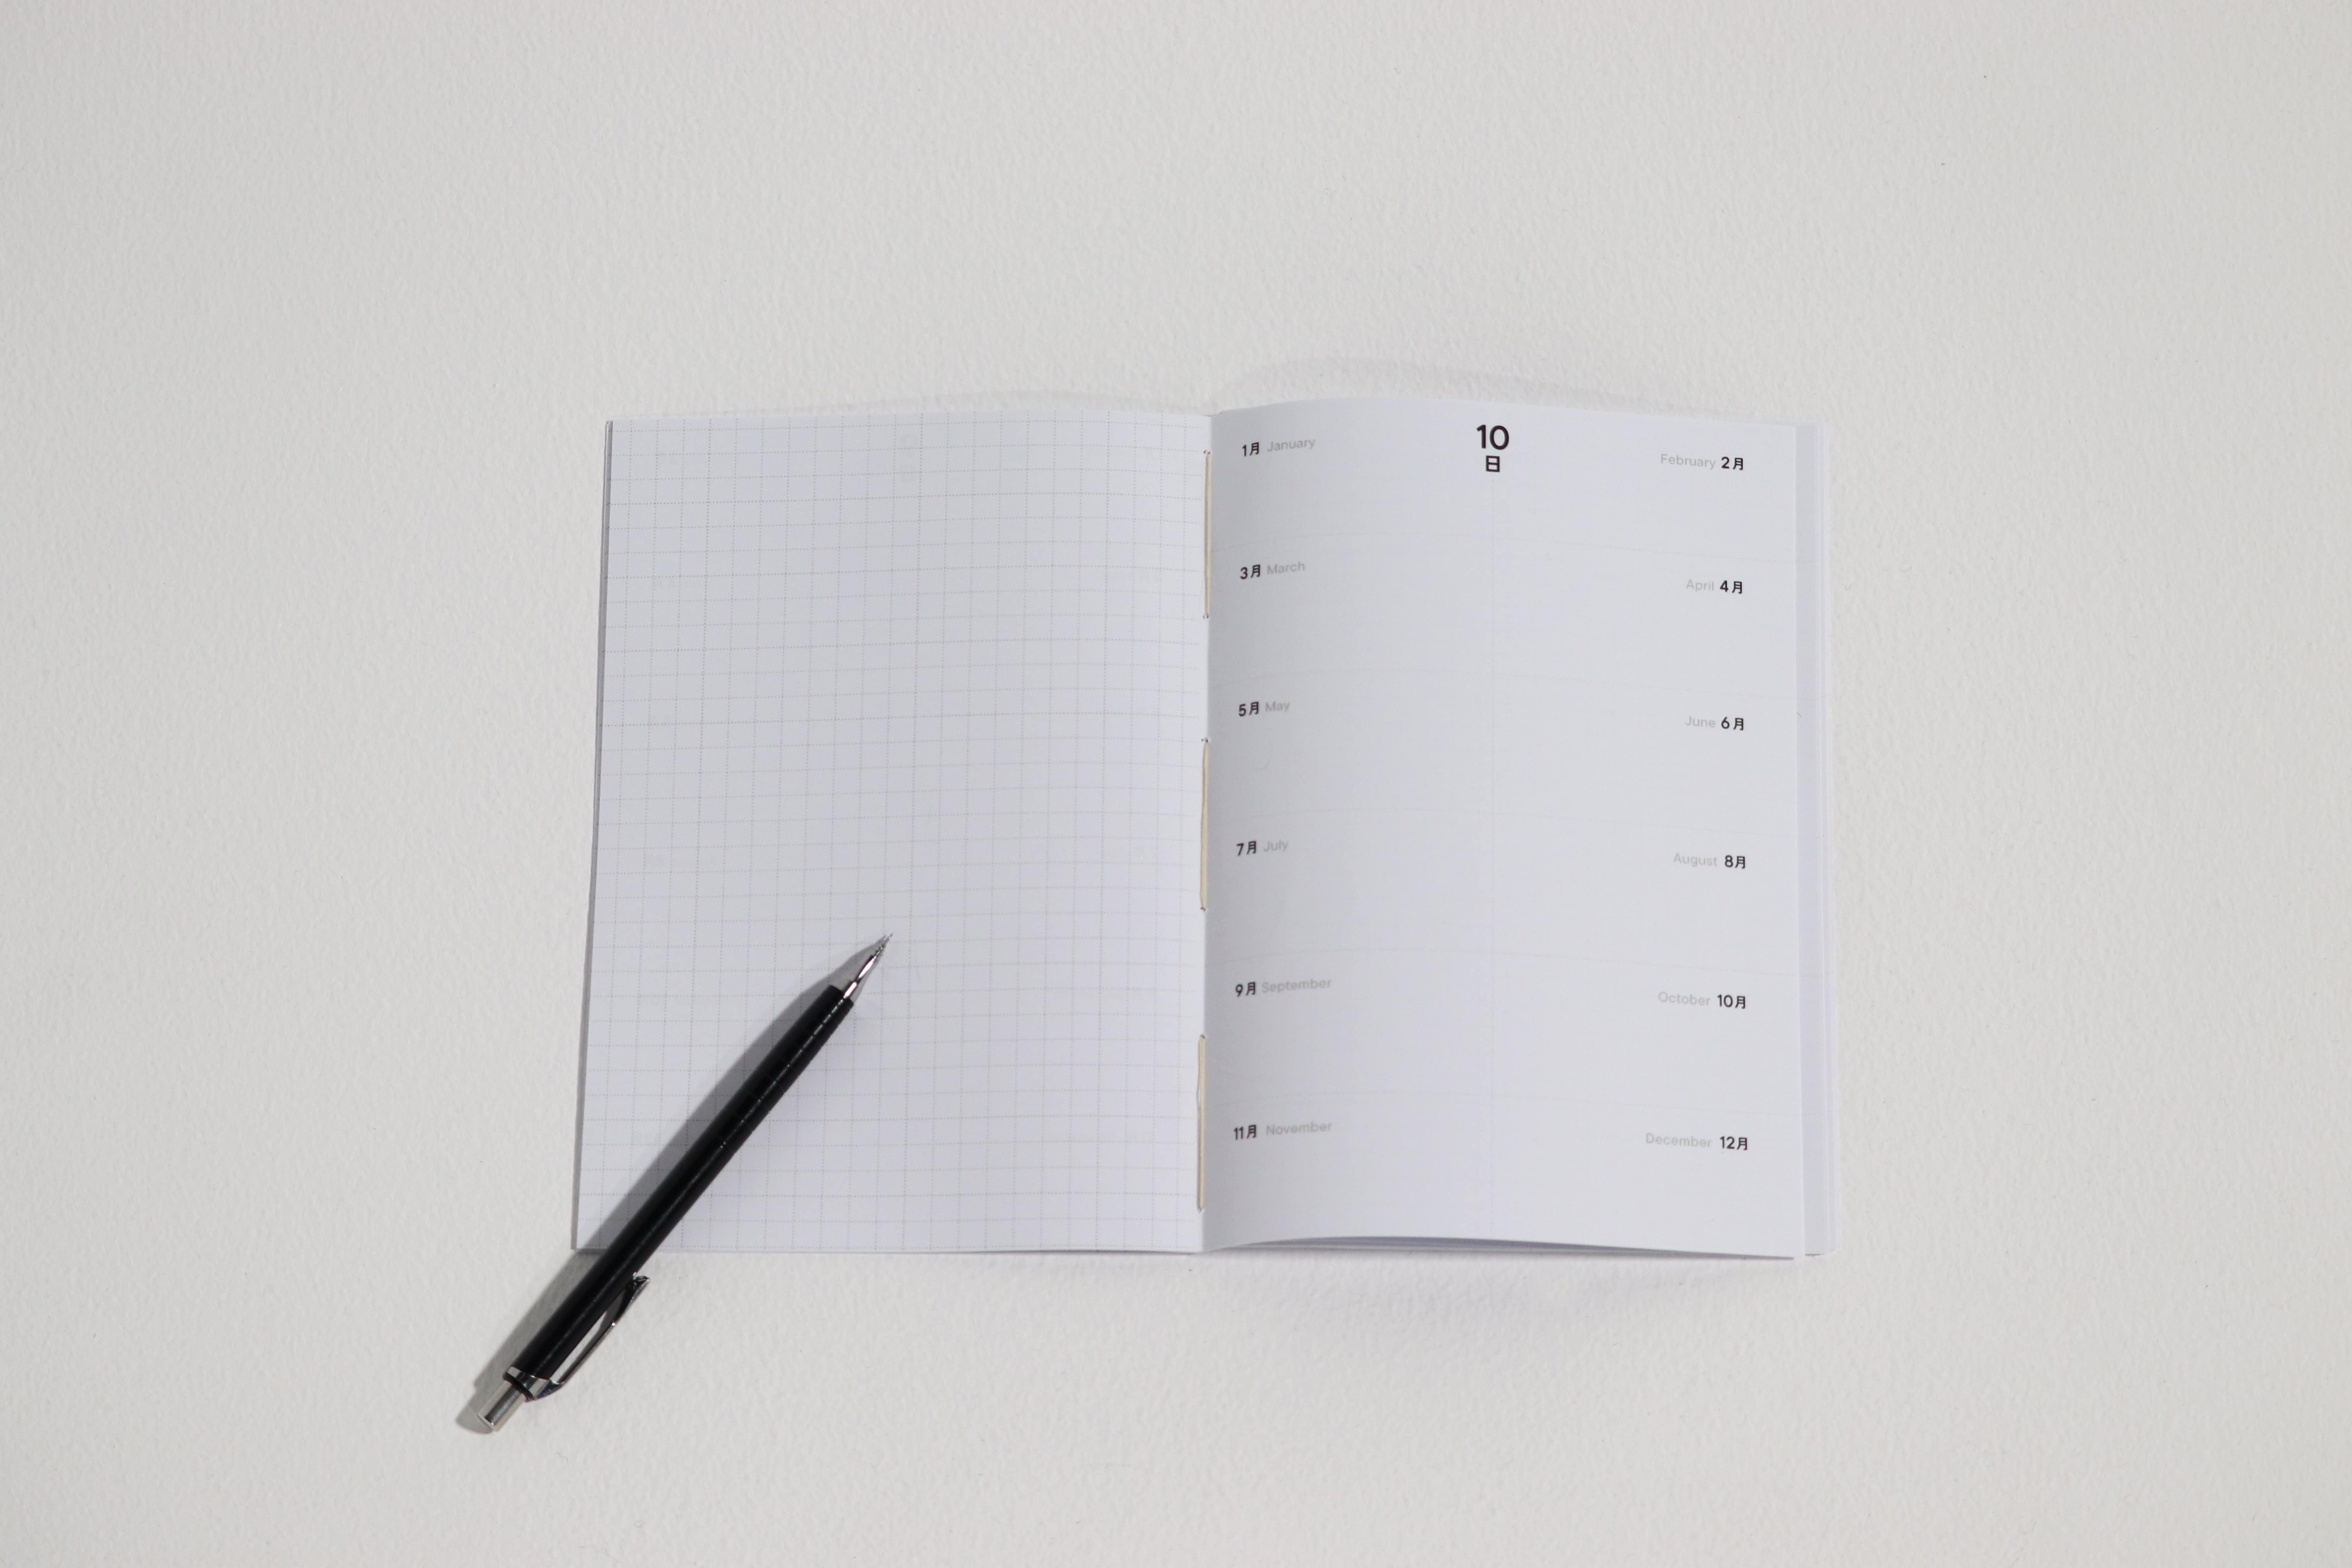 10
日
1月 January
February 2月
3月 March
April 4月
5月 May
June 6月
7月 July
August 8月
9月 September
October 10月
11月 November
December 12月